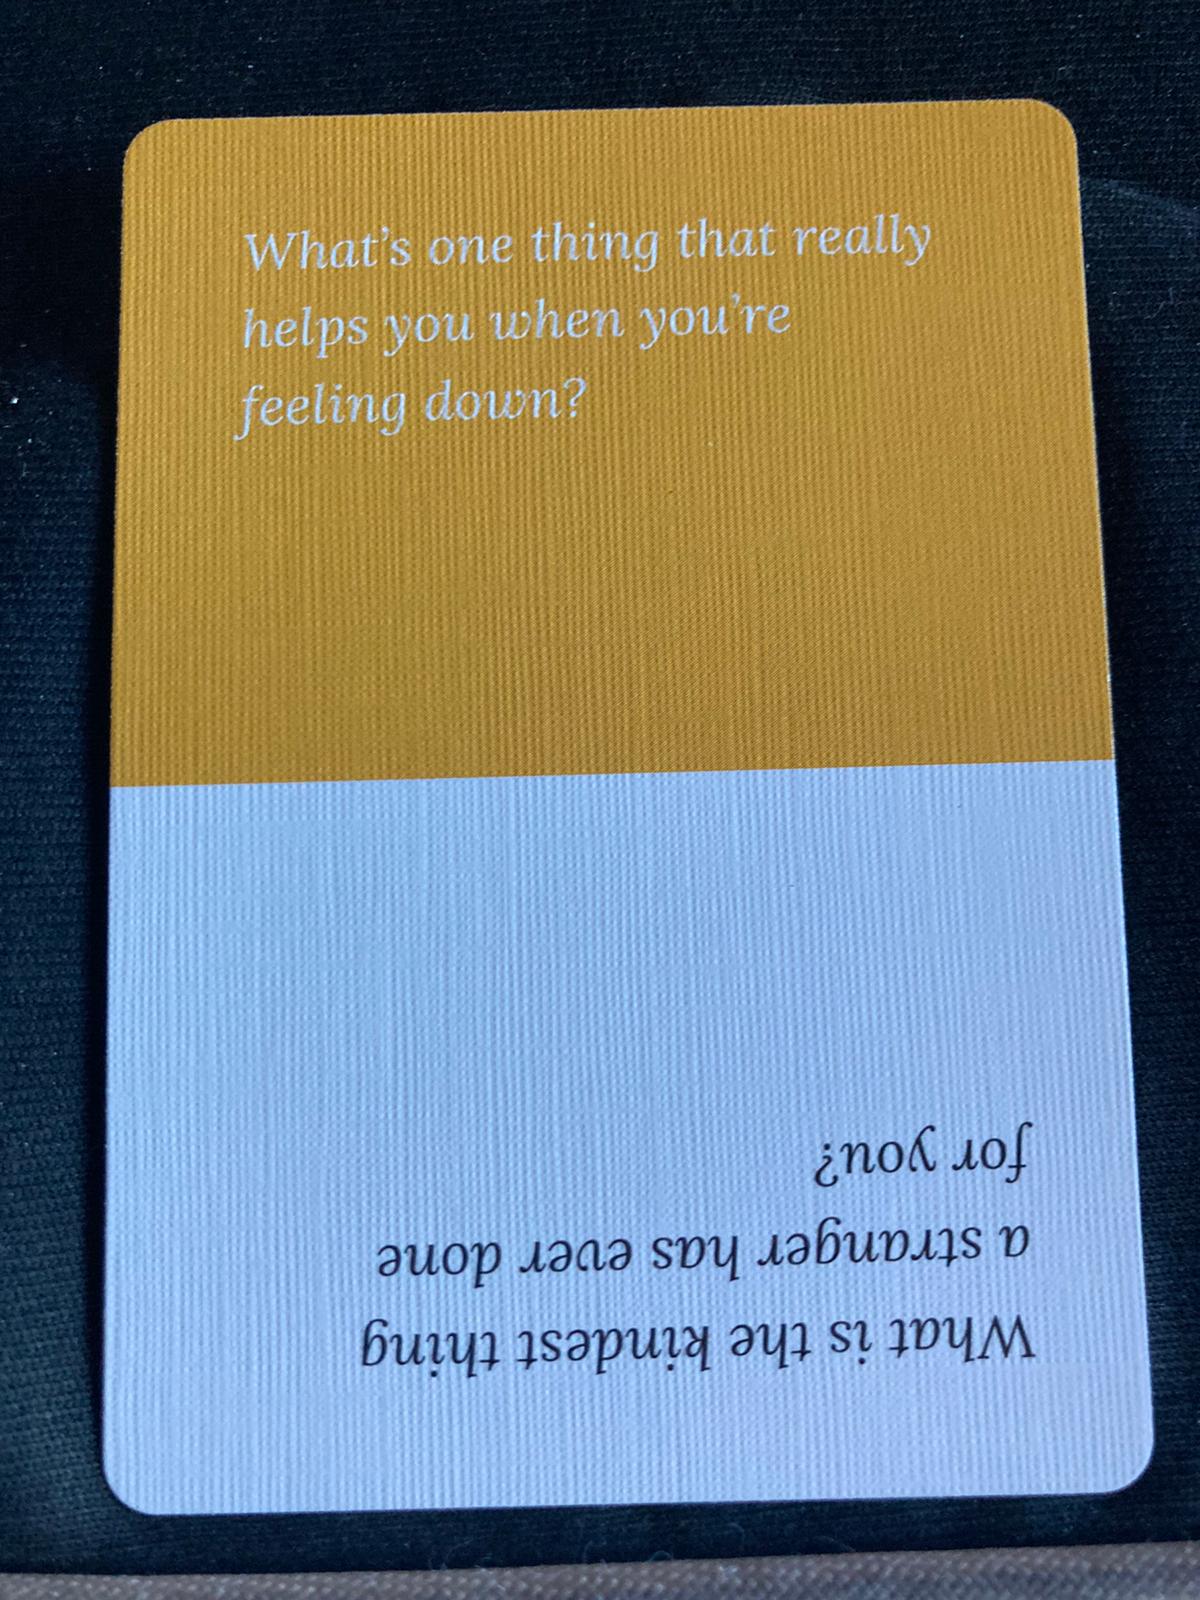 What’s one thing that really
helps you when you’re
feeling down?
What is the kindest thing
a stranger has ever done
for you?